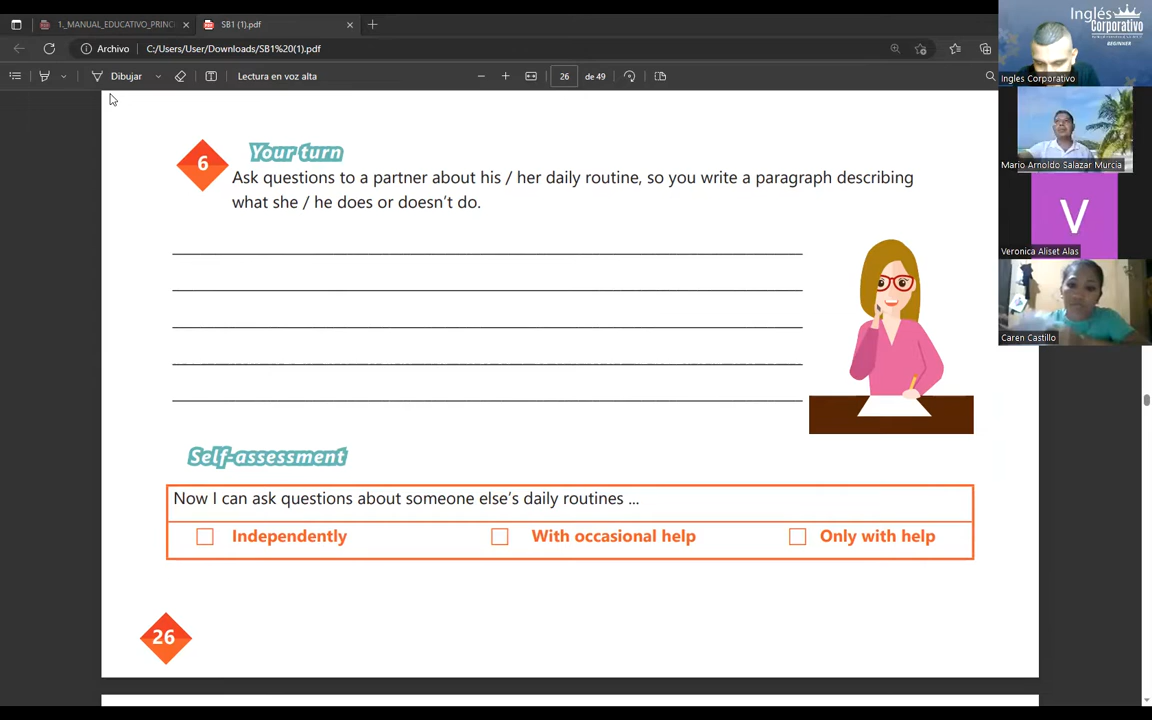 1._MANUAL_EDUCATIVO_PRINC
SB1 (1).pdf
Archivo
C:/Users/User/Downloads/SB1%20(1).pdf
Dibujar
Lectura en voz alta
26
de 49
6
Your turn
Ask questions to a partner about his / her daily routine, so you write a paragraph describing
what she / he does or doesn't do.
Self-assessment
Now I can ask questions about someone else's daily routines ...
Independently
With occasional help
Only with help
26
Inglés
Corporativo
BEGINNER
Ingles Corporativo
Mario Arnoldo Salazar Murcia
V
Veronica Aliset Alas
Caren Castillo